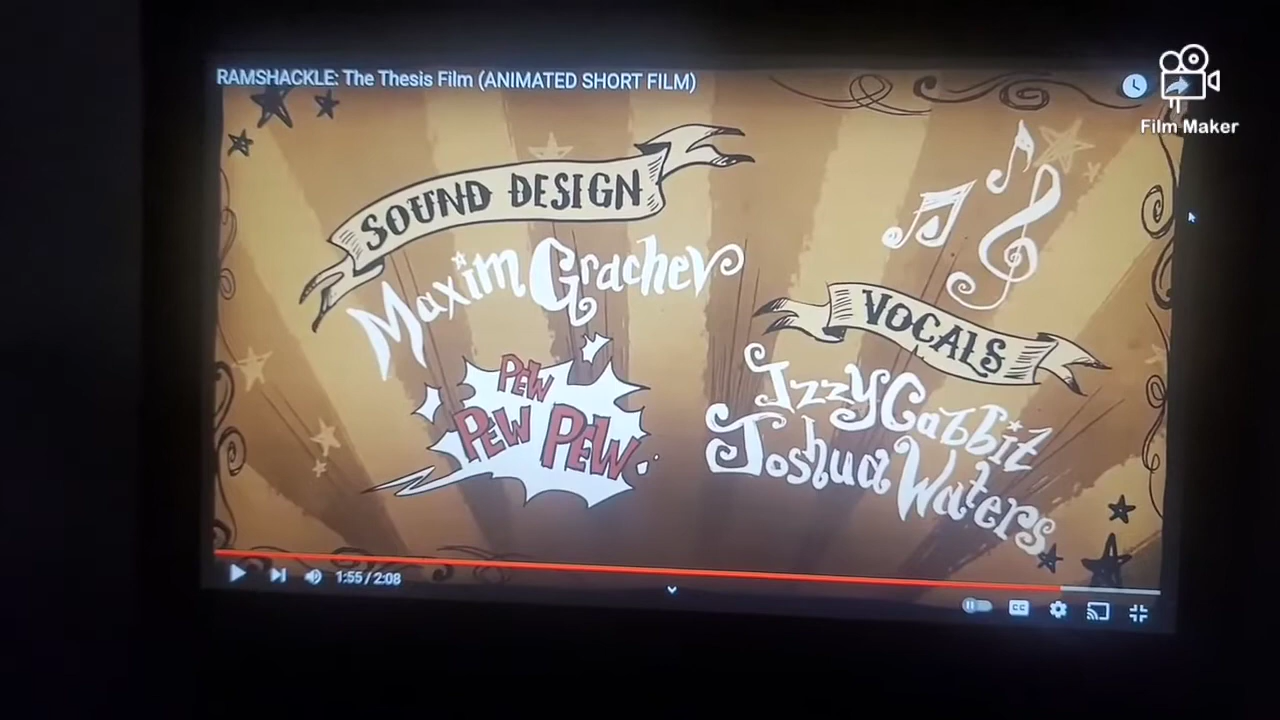 RAMSHACKLE: The Thesis Film (ANIMATED SHORT FILM)
Film Maker
SOUND DESIGN
Maxim Grachev
PEW
PEW PEW
VOCALS
Izzy Gabbit
Joshua Waters
1:55 / 2:08
CC